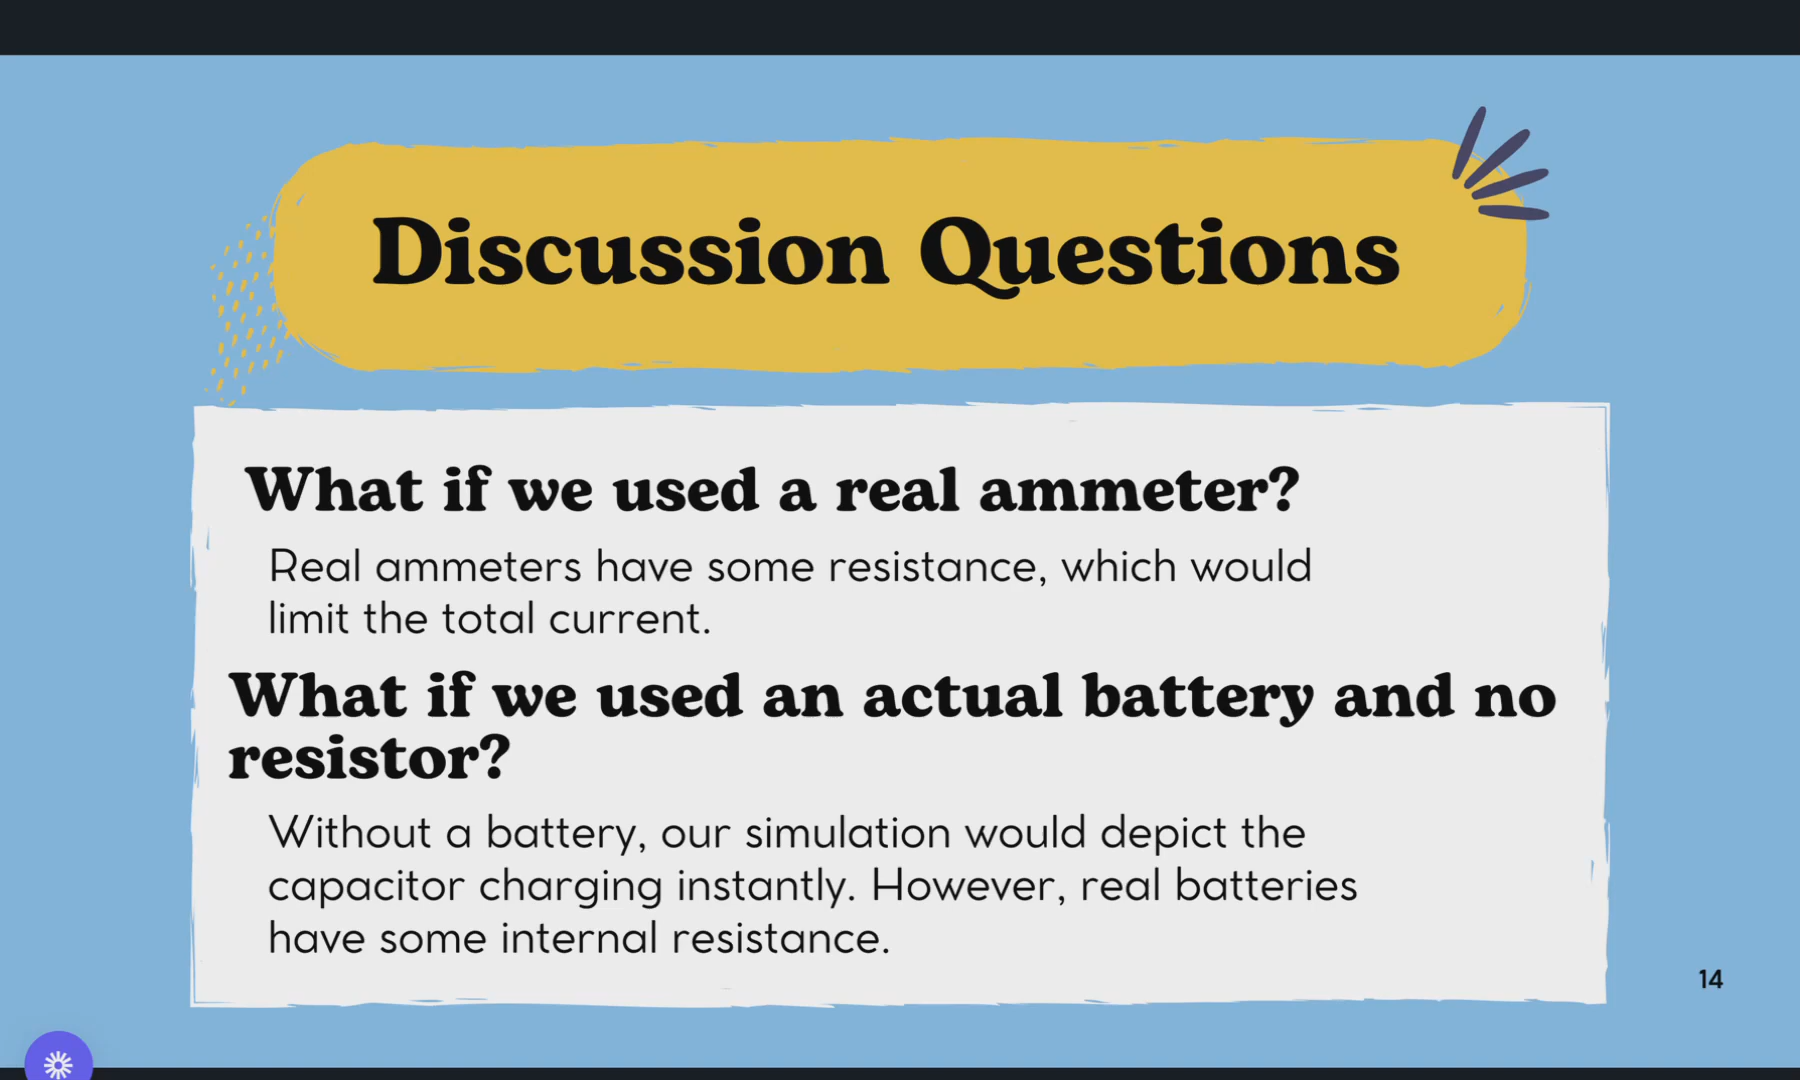 Discussion Questions
What if we used a real ammeter?
Real ammeters have some resistance, which would
limit the total current.
What if we used an actual battery and no
resistor?
Without a battery, our simulation would depict the
capacitor charging instantly. However, real batteries
have some internal resistance.
14